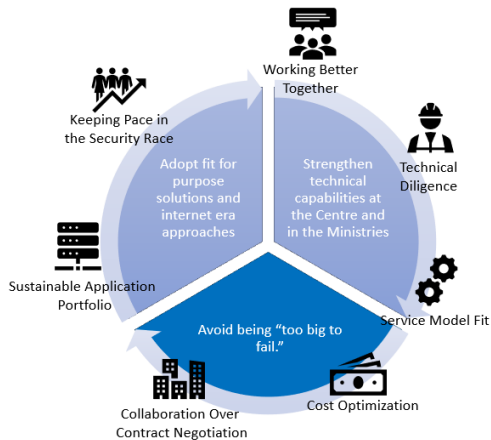 Working Better
Together
Keeping Pace in
the Security Race
Technical
Diligence
Adopt fit for
purpose
solutions and
internet era
approaches
Strengthen
technical
capabilities at
the Centre and
in the Ministries
Sustainable Application
Portfolio
Service Model Fit
Avoid being “too big to
fail.”
Cost Optimization
Collaboration Over
Contract Negotiation